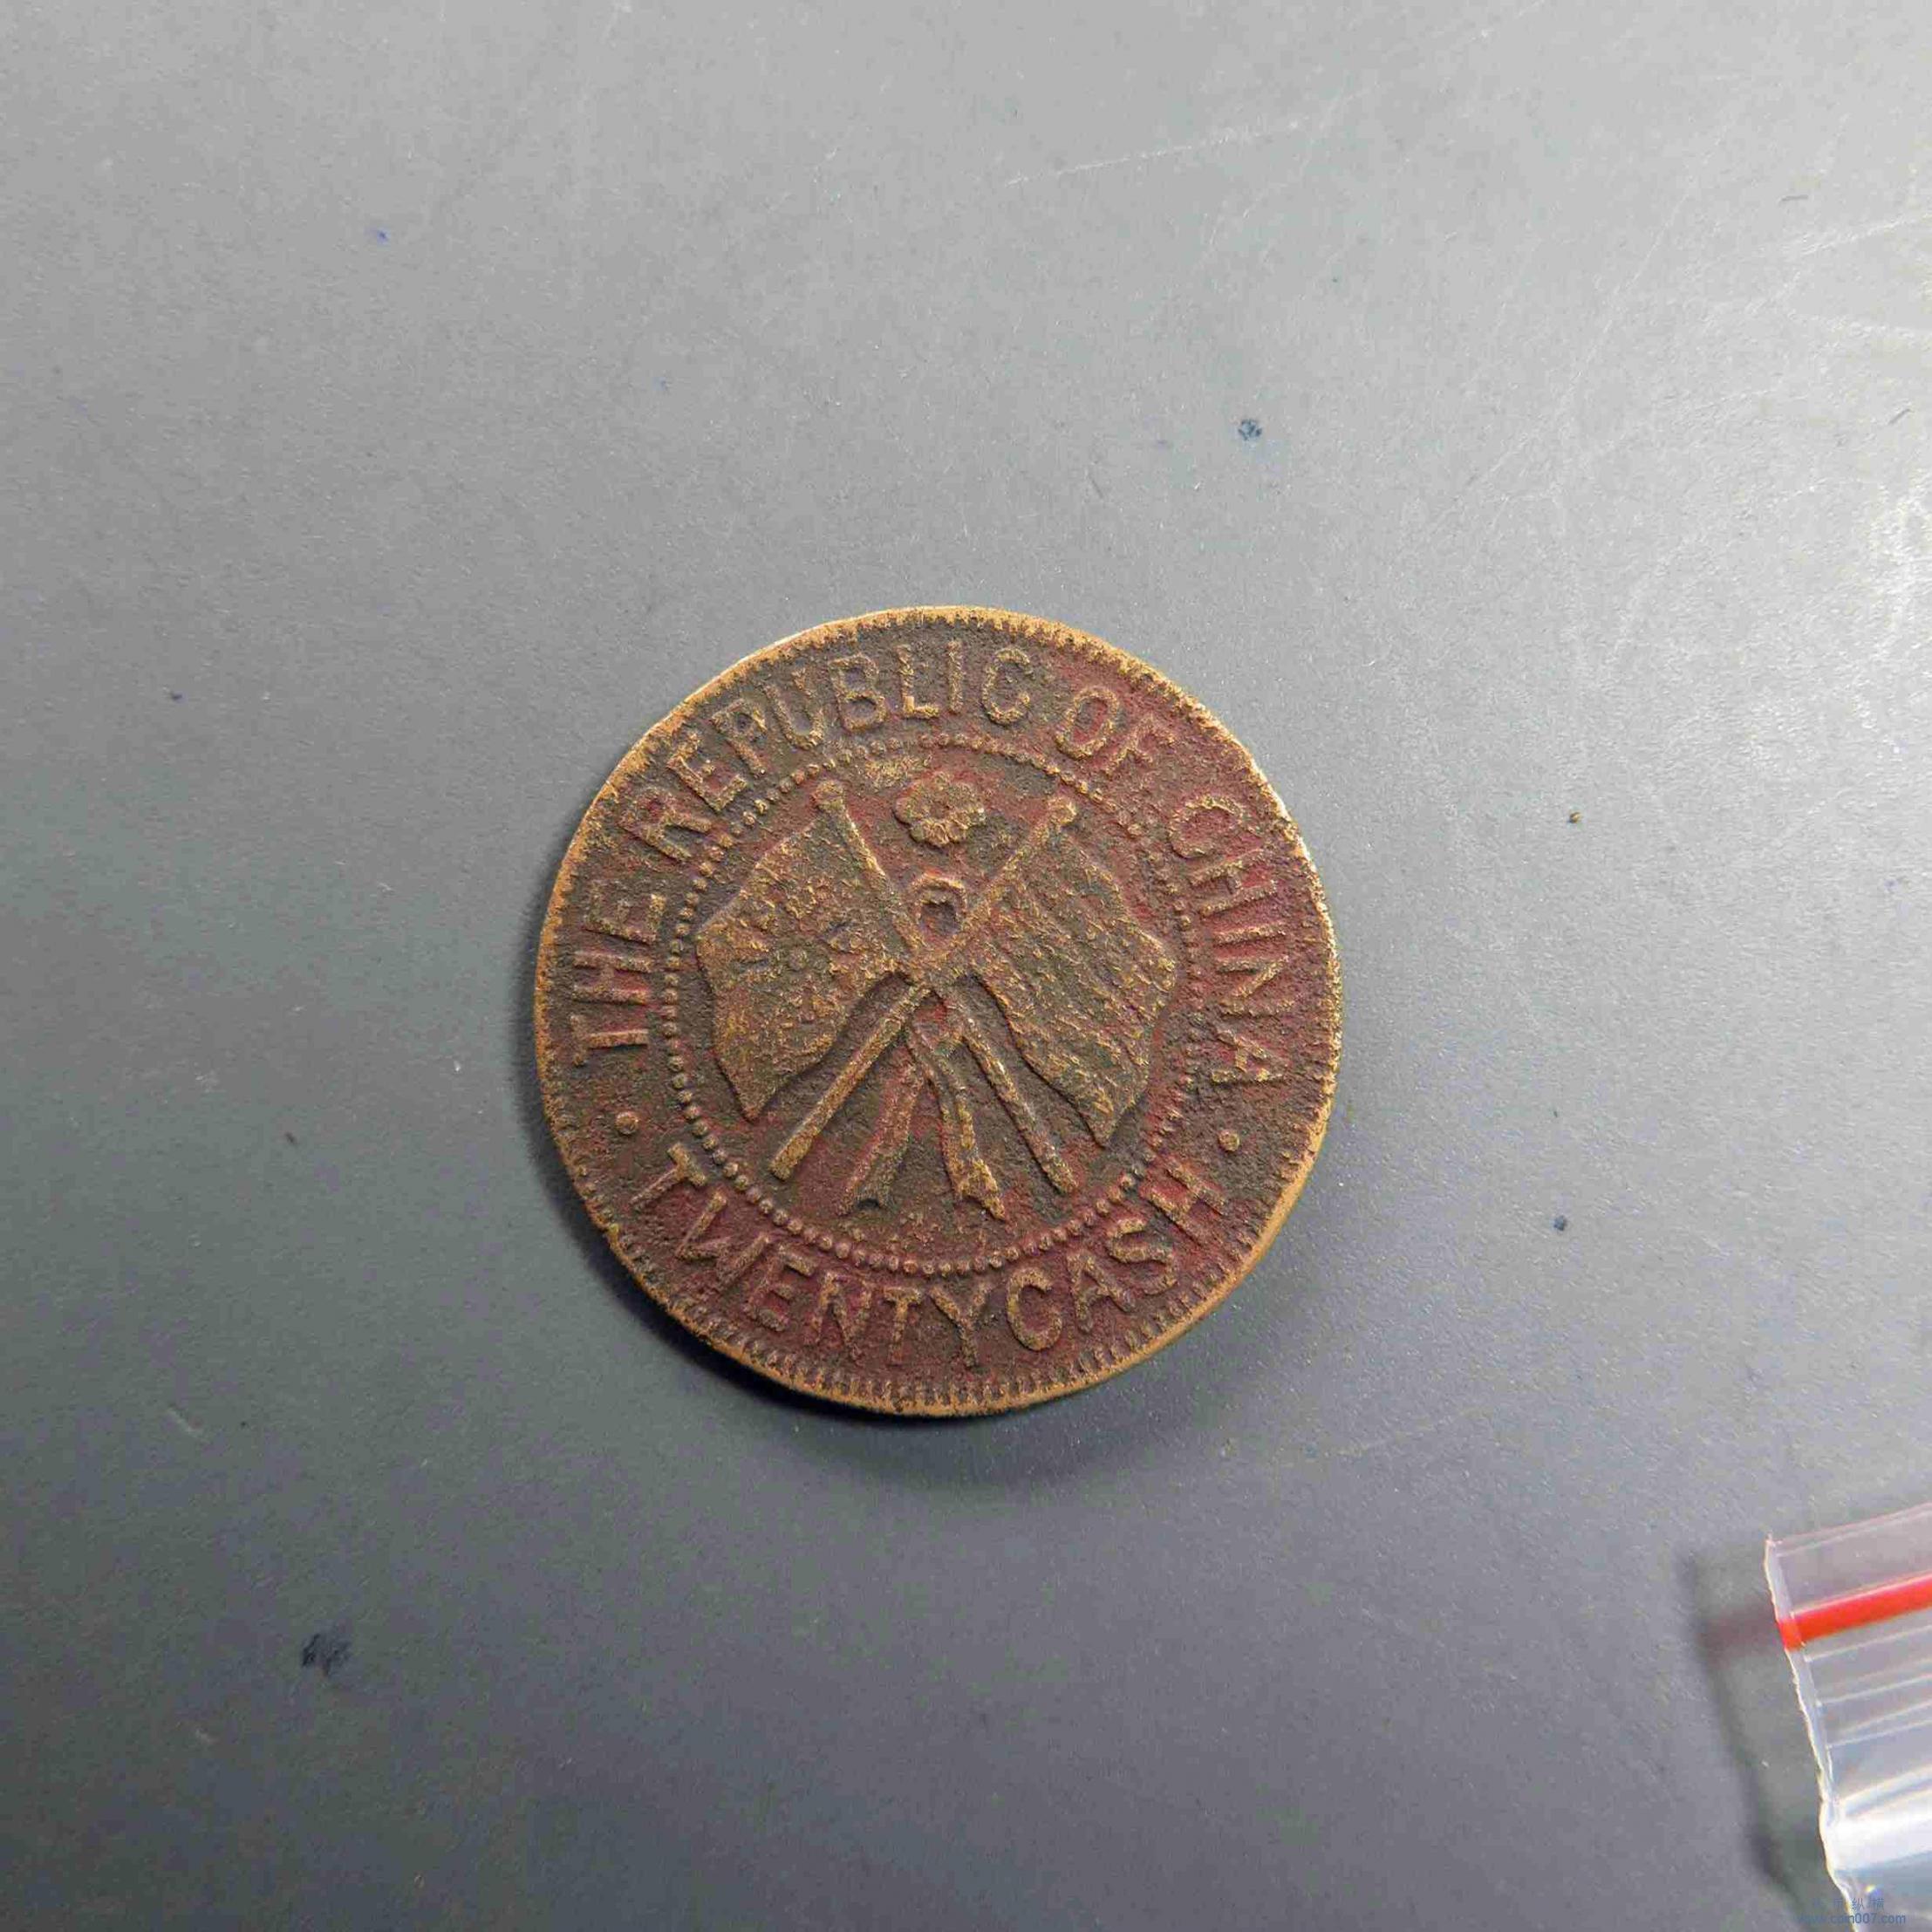 THE REPUBLIC OF CHINA
TWENTY CASH